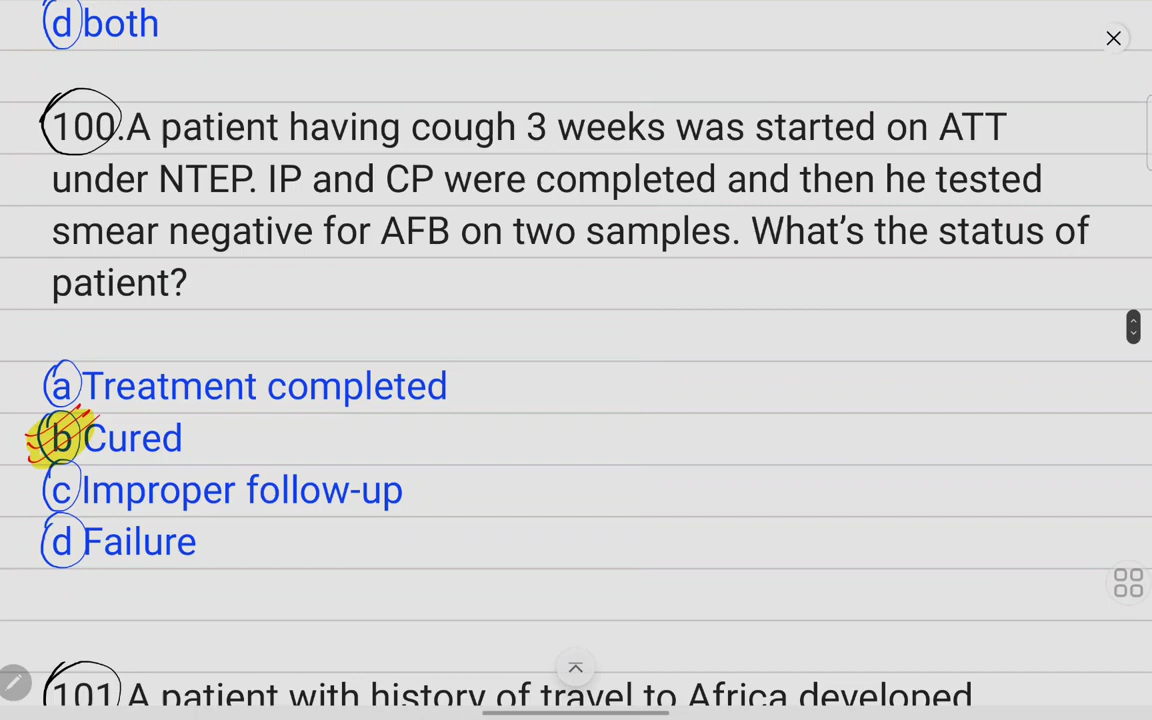 d both
100.A patient having cough 3 weeks was started on ATT
under NTEP. IP and CP were completed and then he tested
smear negative for AFB on two samples. What’s the status of
patient?
a Treatment completed
b Cured
c Improper follow-up
d Failure
101 A patient with history of travel to Africa developed